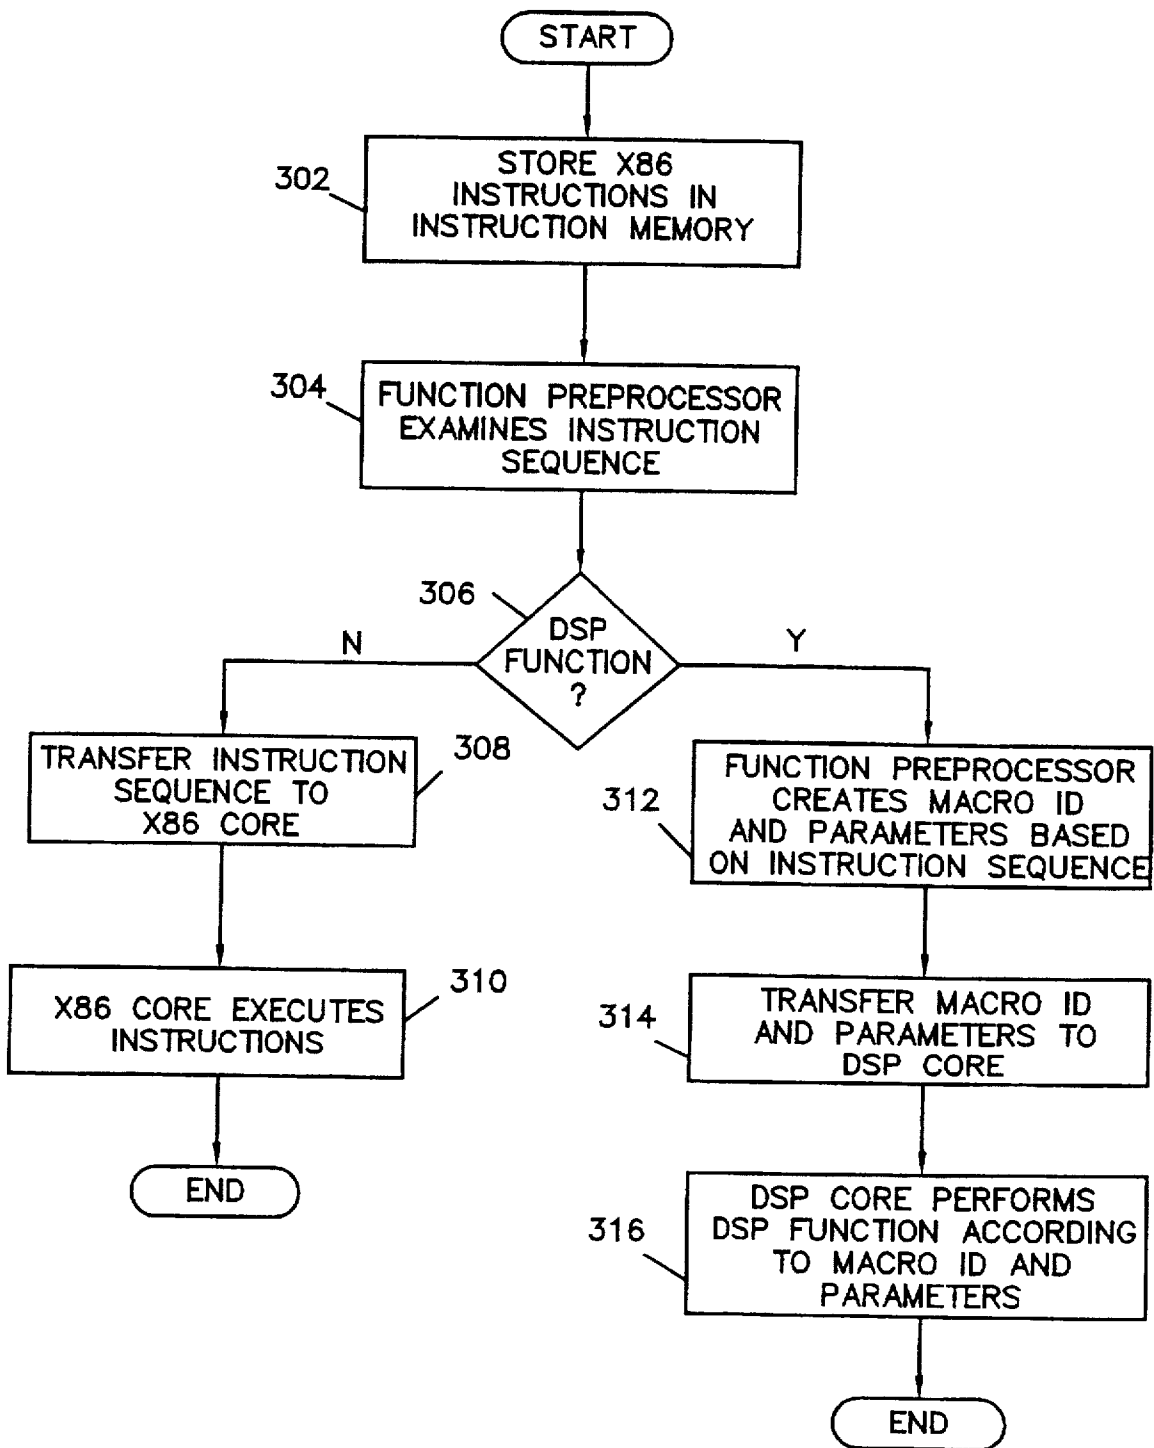 START
302
STORE X86
INSTRUCTIONS IN
INSTRUCTION MEMORY
304
FUNCTION PREPROCESSOR
EXAMINES INSTRUCTION
SEQUENCE
306
DSP
FUNCTION
?
N
Y
TRANSFER INSTRUCTION
SEQUENCE TO
X86 CORE
308
X86 CORE EXECUTES
INSTRUCTIONS
310
END
312
FUNCTION PREPROCESSOR
CREATES MACRO ID
AND PARAMETERS BASED
ON INSTRUCTION SEQUENCE
314
TRANSFER MACRO ID
AND PARAMETERS TO
DSP CORE
316
DSP CORE PERFORMS
DSP FUNCTION ACCORDING
TO MACRO ID AND
PARAMETERS
END